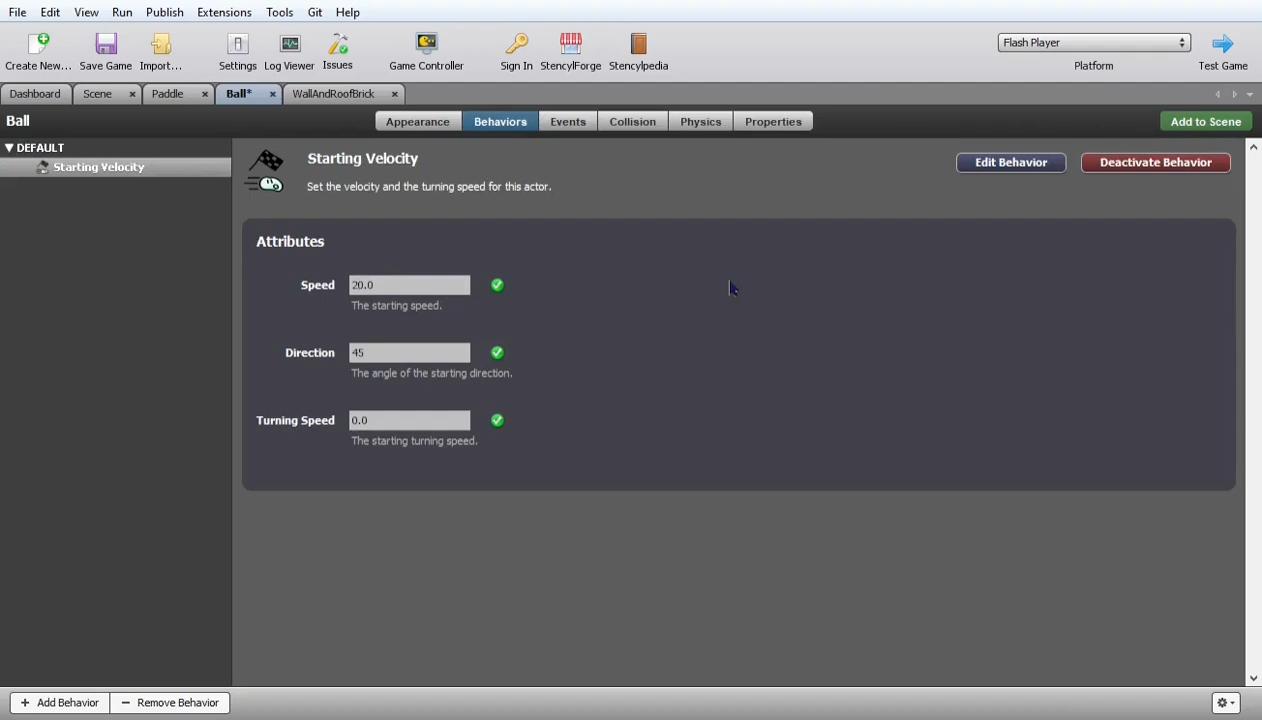 File Edit View Run Publish Extensions Tools Git Help
Create New... Save Game Import... Settings Log Viewer Issues Game Controller Sign In StencylForge Stencylpedia Flash Player Platform Test Game
Dashboard Scene Paddle Ball* WallAndRoofBrick
Ball Appearance Behaviors Events Collision Physics Properties Add to Scene
DEFAULT
Starting Velocity
Starting Velocity Edit Behavior Deactivate Behavior
Set the velocity and the turning speed for this actor.
Attributes
Speed 20.0
The starting speed.
Direction 45
The angle of the starting direction.
Turning Speed 0.0
The starting turning speed.
+ Add Behavior − Remove Behavior